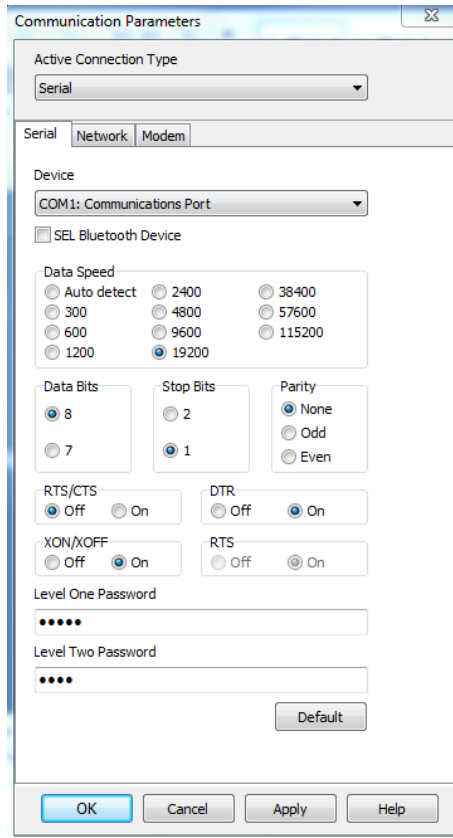 Communication Parameters
Active Connection Type
Serial
Serial Network Modem
Device
COM1: Communications Port
SEL Bluetooth Device
Data Speed
Auto detect 2400 38400
300 4800 57600
600 9600 115200
1200 19200
Data Bits Stop Bits Parity
8 2 None
Odd
7 1 Even
RTS/CTS DTR
Off On Off On
XON/XOFF RTS
Off On Off On
Level One Password
•••••
Level Two Password
••••
Default
OK Cancel Apply Help